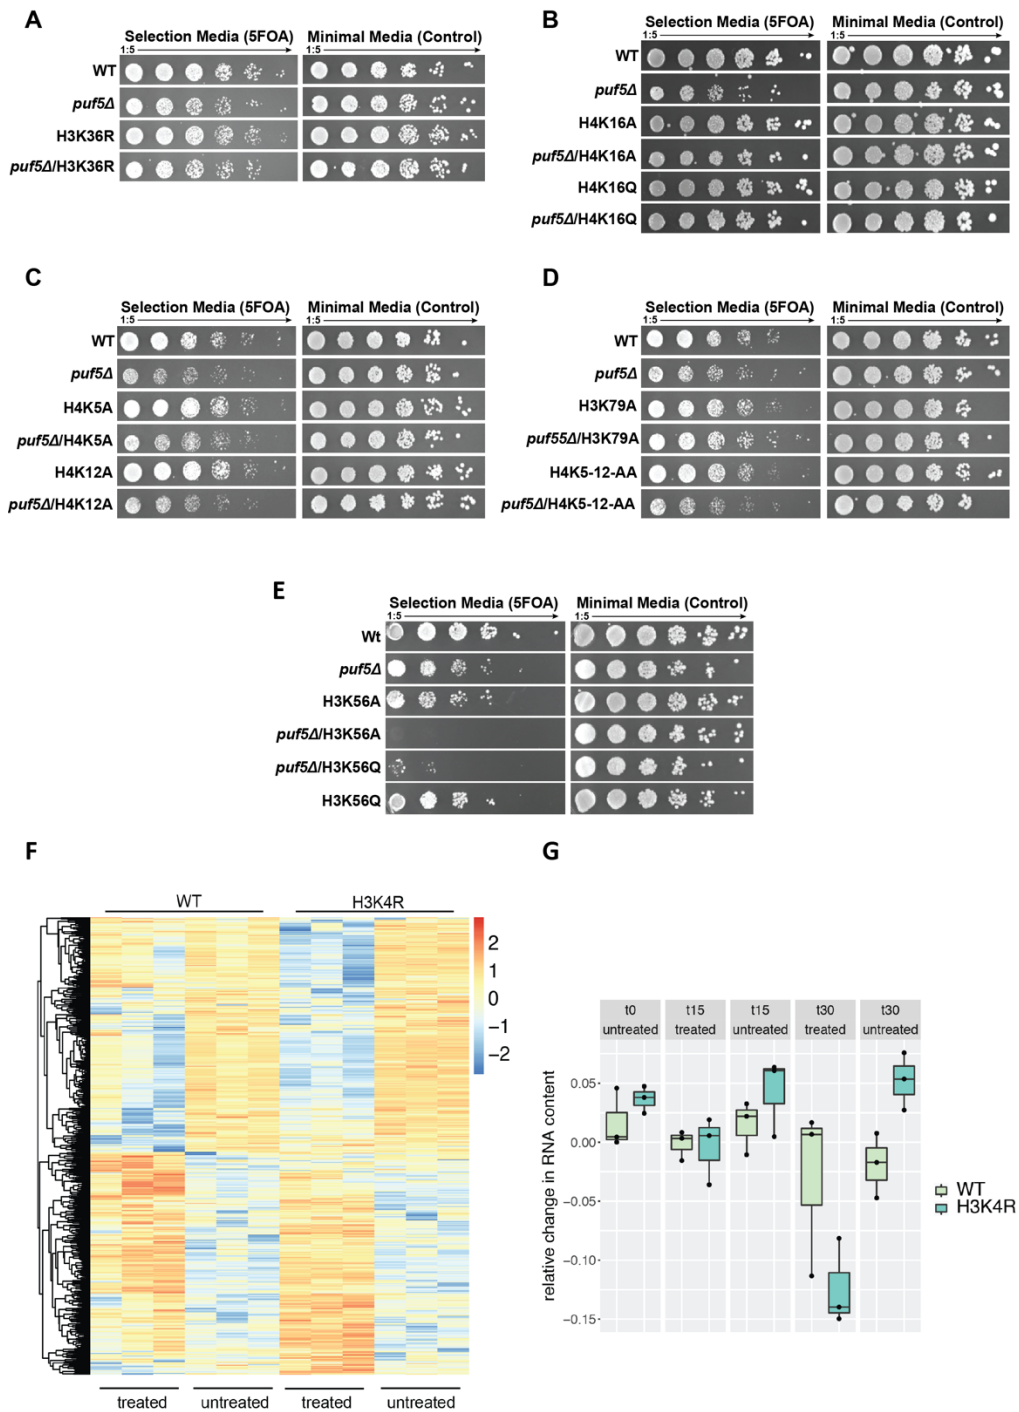 A
Selection Media (5FOA) Minimal Media (Control)
1:5 1:5
WT
puf5Δ
H3K36R
puf5Δ/H3K36R
B
Selection Media (5FOA) Minimal Media (Control)
1:5 1:5
WT
puf5Δ
H4K16A
puf5Δ/H4K16A
H4K16Q
puf5Δ/H4K16Q
C
Selection Media (5FOA) Minimal Media (Control)
1:5 1:5
WT
puf5Δ
H4K5A
puf5Δ/H4K5A
H4K12A
puf5Δ/H4K12A
D
Selection Media (5FOA) Minimal Media (Control)
1:5 1:5
WT
puf5Δ
H3K79A
puf55Δ/H3K79A
H4K5-12-AA
puf5Δ/H4K5-12-AA
E
Selection Media (5FOA) Minimal Media (Control)
1:5 1:5
Wt
puf5Δ
H3K56A
puf5Δ/H3K56A
puf5Δ/H3K56Q
H3K56Q
F
WT H3K4R
2
1
0
−1
−2
treated untreated treated untreated
G
t0 t15 t15 t30 t30
untreated treated untreated treated untreated
relative change in RNA content
0.05
0.00
−0.05
−0.10
−0.15
WT
H3K4R